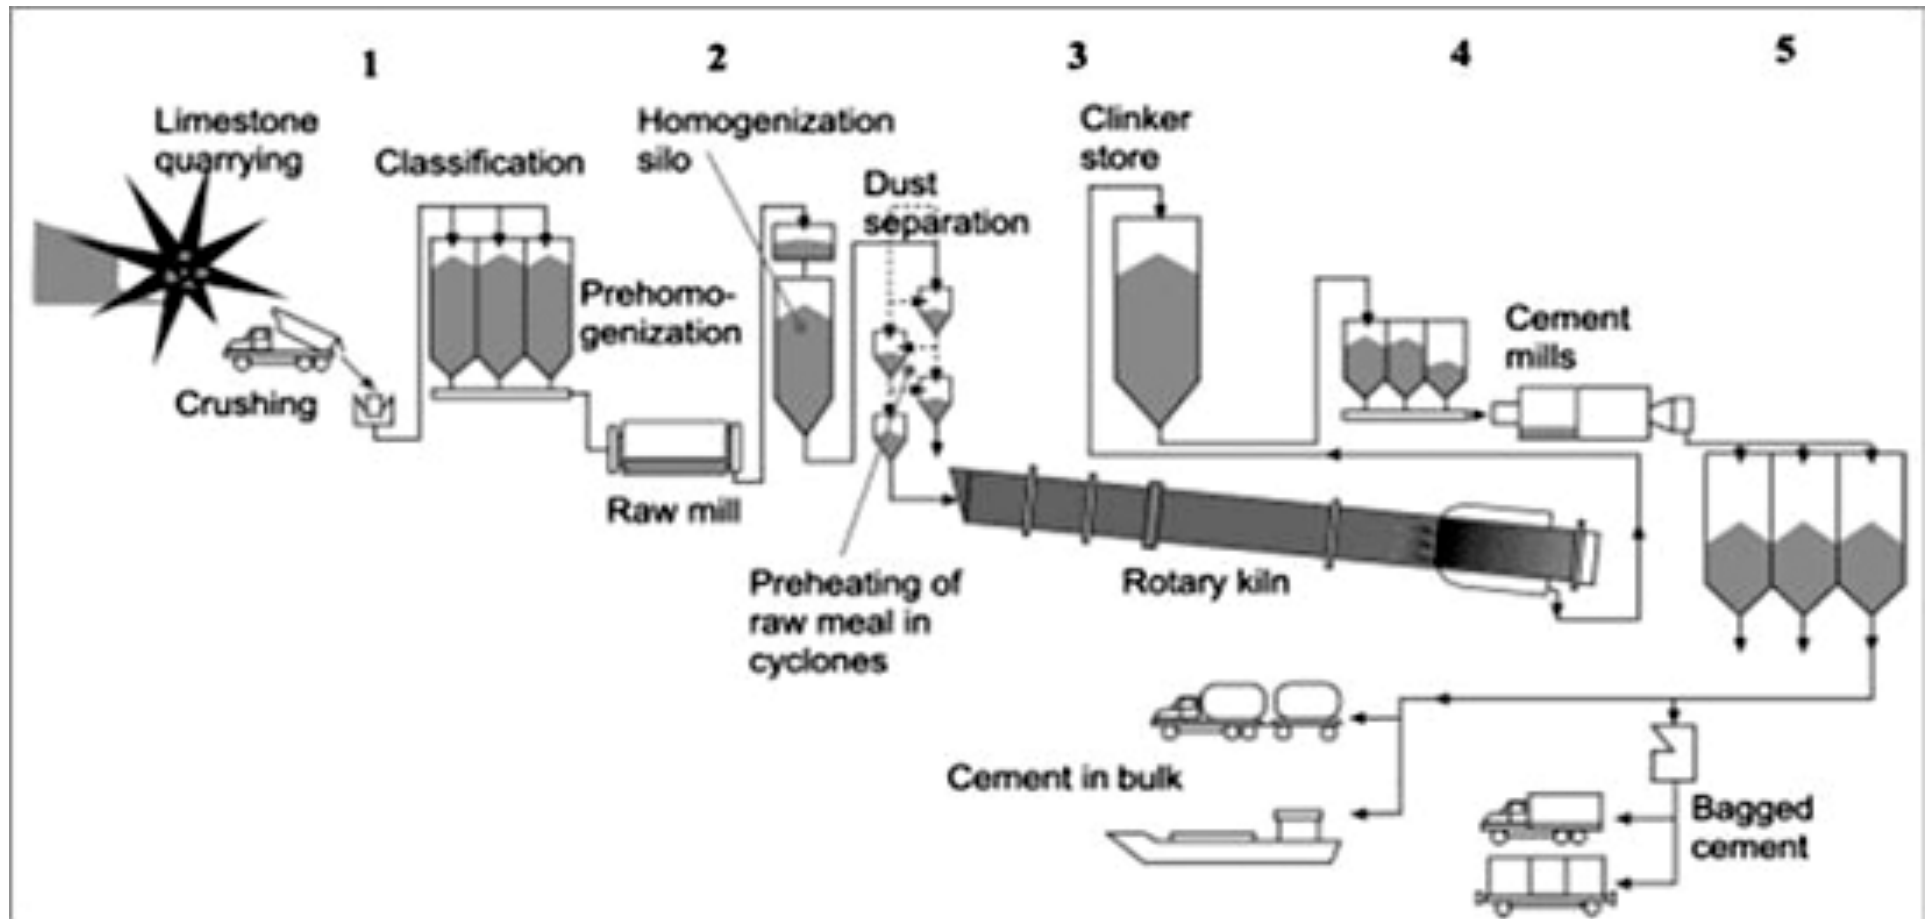 1
2
3
4
5
Limestone
quarrying
Classification
Homogenization
silo
Dust
separation
Clinker
store
Prehomo-
genization
Crushing
Raw mill
Cement
mills
Preheating of
raw meal in
cyclones
Rotary kiln
Cement in bulk
Bagged
cement